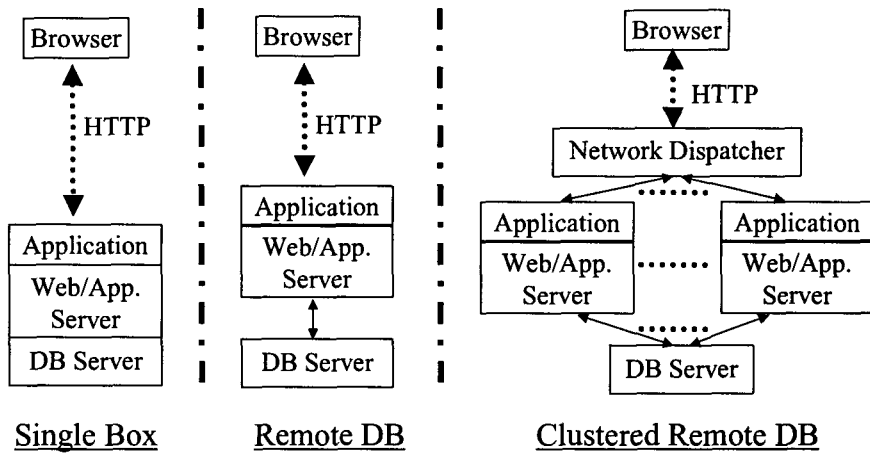 Browser
HTTP
Application
Web/App.
Server
DB Server
Single Box
Browser
HTTP
Application
Web/App.
Server
DB Server
Remote DB
Browser
HTTP
Network Dispatcher
Application
Web/App.
Server
Application
Web/App.
Server
DB Server
Clustered Remote DB